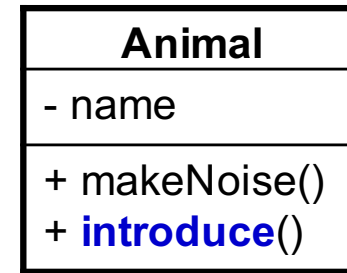 Animal
- name
+ makeNoise()
+ introduce()